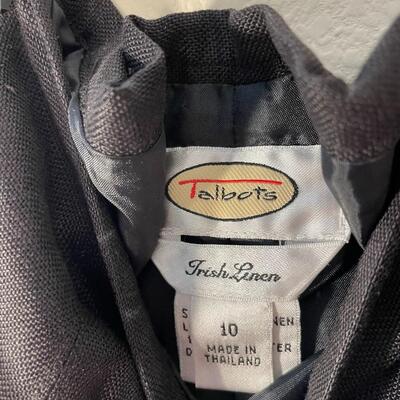 Talbots
Irish Linen
10
MADE IN
THAILAND